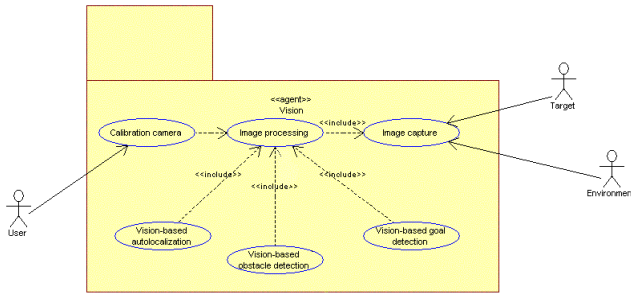 <<agent>>
Vision
Target
Calibration camera
Image processing
<<include>>
Image capture
<<include>>
<<include>>
<<include>>
Environment
User
Vision-based
autolocalization
Vision-based
obstacle detection
Vision-based goal
detection